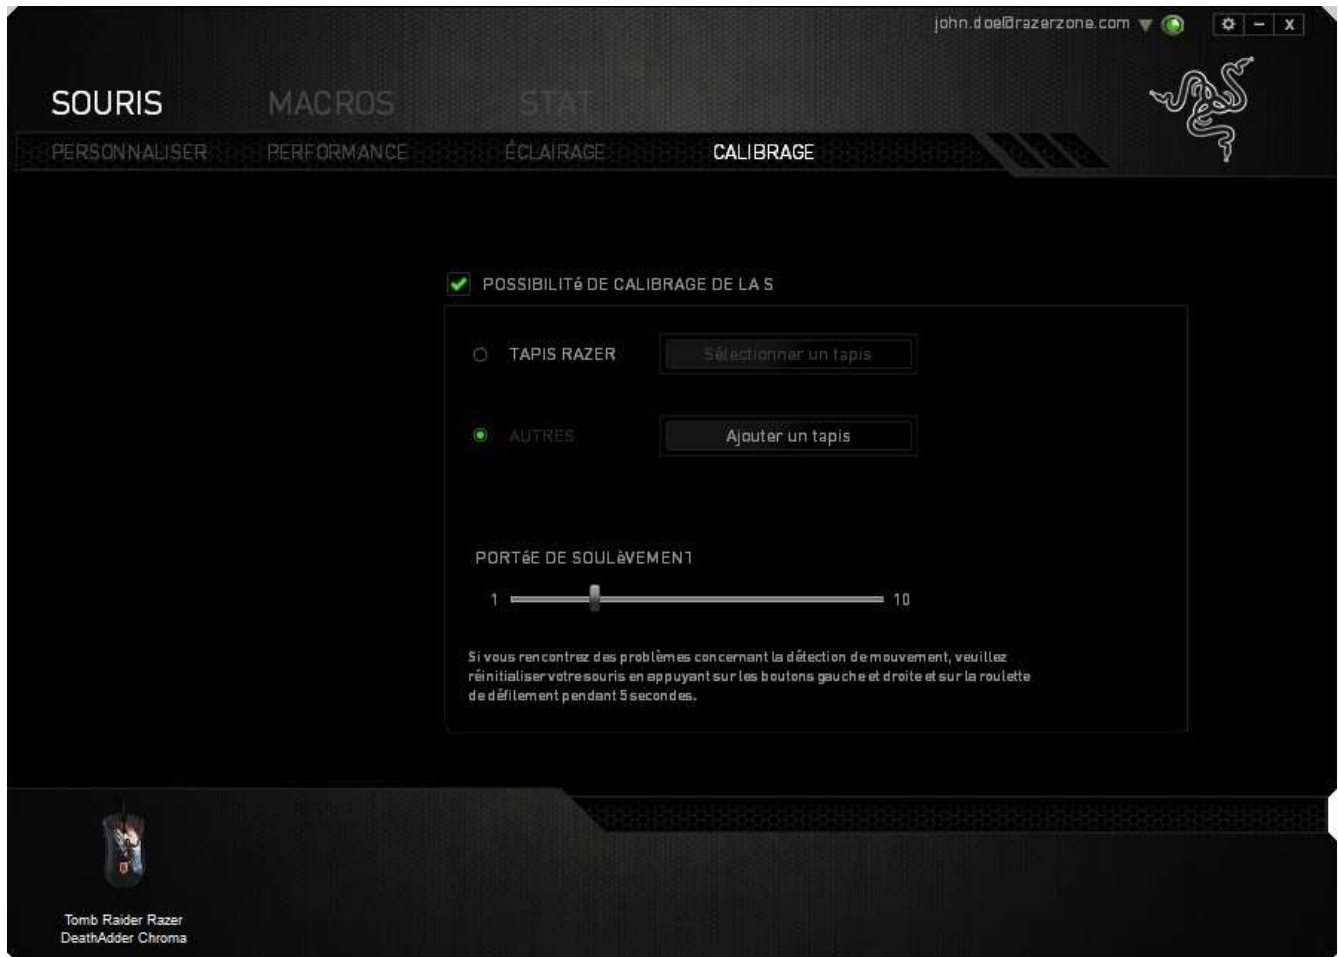 john.doe@razerzone.com
SOURIS MACROS STAT
PERSONNALISER PERFORMANCE ÉCLAIRAGE CALIBRAGE
POSSIBILITé DE CALIBRAGE DE LA S
TAPIS RAZER Sélectionner un tapis
AUTRES Ajouter un tapis
PORTéE DE SOULèVEMENT
1 10
Si vous rencontrez des problèmes concernant la détection de mouvement, veuillez
réinitialiser votre souris en appuyant sur les boutons gauche et droite et sur la roulette
de défilement pendant 5 secondes.
Tomb Raider Razer
DeathAdder Chroma